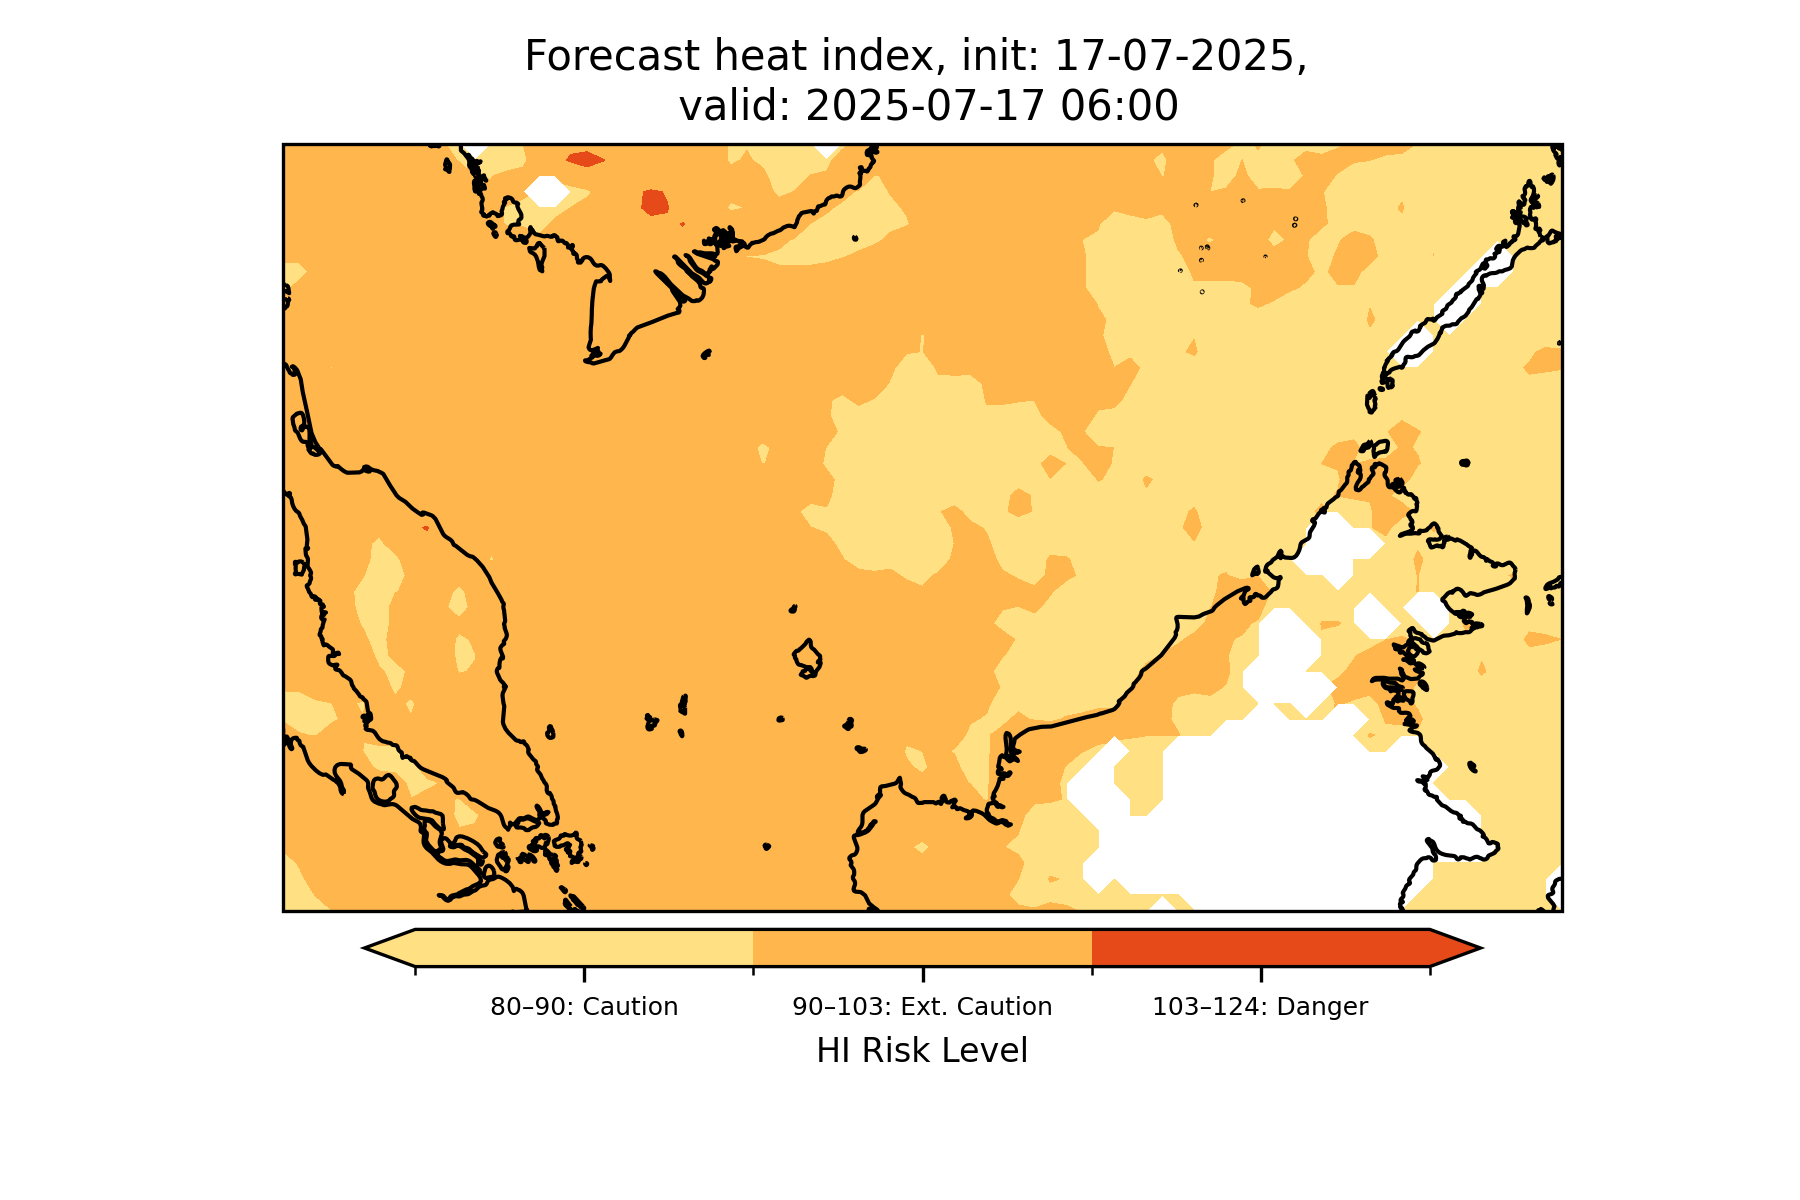 Forecast heat index, init: 17-07-2025,
valid: 2025-07-17 06:00
80–90: Caution
90–103: Ext. Caution
103–124: Danger
HI Risk Level